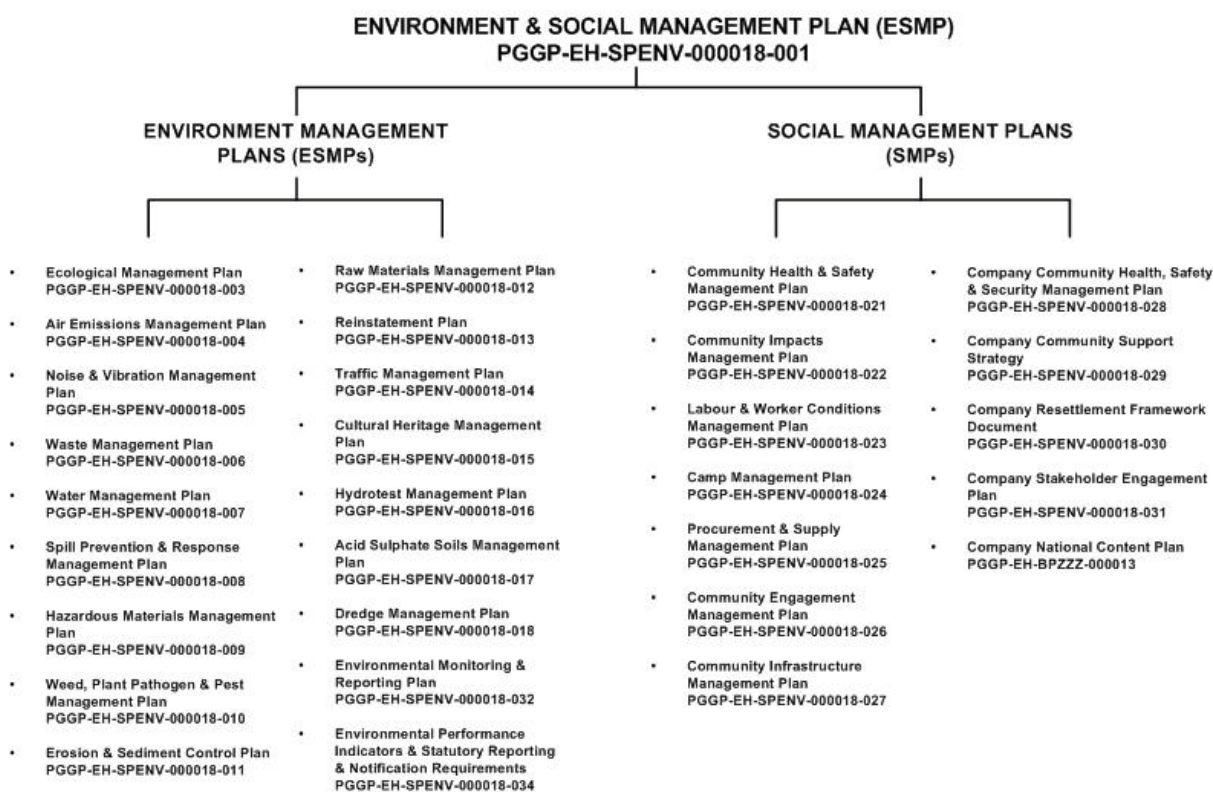 ENVIRONMENT & SOCIAL MANAGEMENT PLAN (ESMP)
PGGP-EH-SPENV-000018-001
ENVIRONMENT MANAGEMENT
PLANS (ESMPs)
• Ecological Management Plan
PGGP-EH-SPENV-000018-003
• Air Emissions Management Plan
PGGP-EH-SPENV-000018-004
• Noise & Vibration Management
Plan
PGGP-EH-SPENV-000018-005
• Waste Management Plan
PGGP-EH-SPENV-000018-006
• Water Management Plan
PGGP-EH-SPENV-000018-007
• Spill Prevention & Response
Management Plan
PGGP-EH-SPENV-000018-008
• Hazardous Materials Management
Plan
PGGP-EH-SPENV-000018-009
• Weed, Plant Pathogen & Pest
Management Plan
PGGP-EH-SPENV-000018-010
• Erosion & Sediment Control Plan
PGGP-EH-SPENV-000018-011
• Raw Materials Management Plan
PGGP-EH-SPENV-000018-012
• Reinstatement Plan
PGGP-EH-SPENV-000018-013
• Traffic Management Plan
PGGP-EH-SPENV-000018-014
• Cultural Heritage Management
Plan
PGGP-EH-SPENV-000018-015
• Hydrotest Management Plan
PGGP-EH-SPENV-000018-016
• Acid Sulphate Soils Management
Plan
PGGP-EH-SPENV-000018-017
• Dredge Management Plan
PGGP-EH-SPENV-000018-018
• Environmental Monitoring &
Reporting Plan
PGGP-EH-SPENV-000018-032
• Environmental Performance
Indicators & Statutory Reporting
& Notification Requirements
PGGP-EH-SPENV-000018-034
SOCIAL MANAGEMENT PLANS
(SMPs)
• Community Health & Safety
Management Plan
PGGP-EH-SPENV-000018-021
• Community Impacts
Management Plan
PGGP-EH-SPENV-000018-022
• Labour & Worker Conditions
Management Plan
PGGP-EH-SPENV-000018-023
• Camp Management Plan
PGGP-EH-SPENV-000018-024
• Procurement & Supply
Management Plan
PGGP-EH-SPENV-000018-025
• Community Engagement
Management Plan
PGGP-EH-SPENV-000018-026
• Community Infrastructure
Management Plan
PGGP-EH-SPENV-000018-027
• Company Community Health, Safety
& Security Management Plan
PGGP-EH-SPENV-000018-028
• Company Community Support
Strategy
PGGP-EH-SPENV-000018-029
• Company Resettlement Framework
Document
PGGP-EH-SPENV-000018-030
• Company Stakeholder Engagement
Plan
PGGP-EH-SPENV-000018-031
• Company National Content Plan
PGGP-EH-BPZZZ-000013